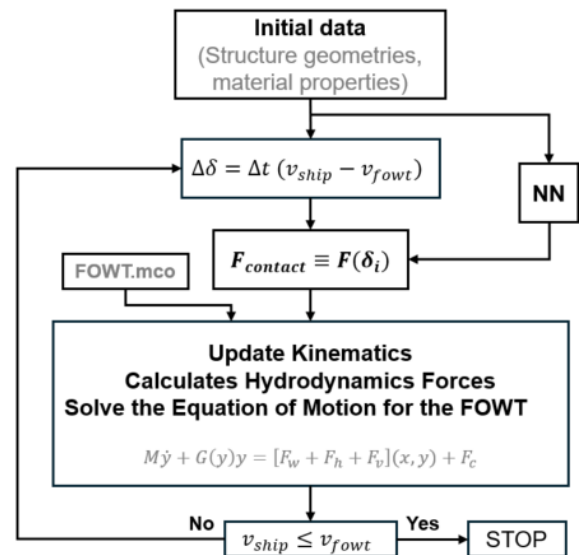 Initial data
(Structure geometries,
material properties)
Δδ = Δt (v_ship − v_fowt)
NN
F_contact ≡ F(δ_i)
FOWT.mco
Update Kinematics
Calculates Hydrodynamics Forces
Solve the Equation of Motion for the FOWT
Mẏ + G(y)y = [F_w + F_h + F_v](x, y) + F_c
No
v_ship ≤ v_fowt
Yes
STOP